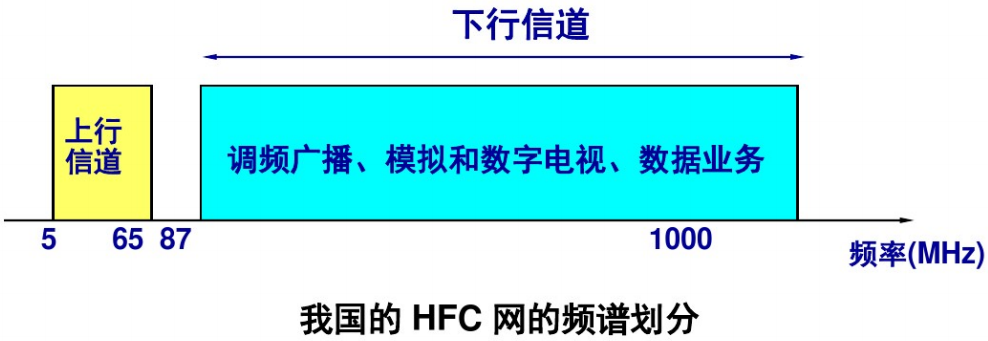 下行信道
上行
信道
调频广播、模拟和数字电视、数据业务
5 65 87 1000
频率(MHz)
我国的 HFC 网的频谱划分